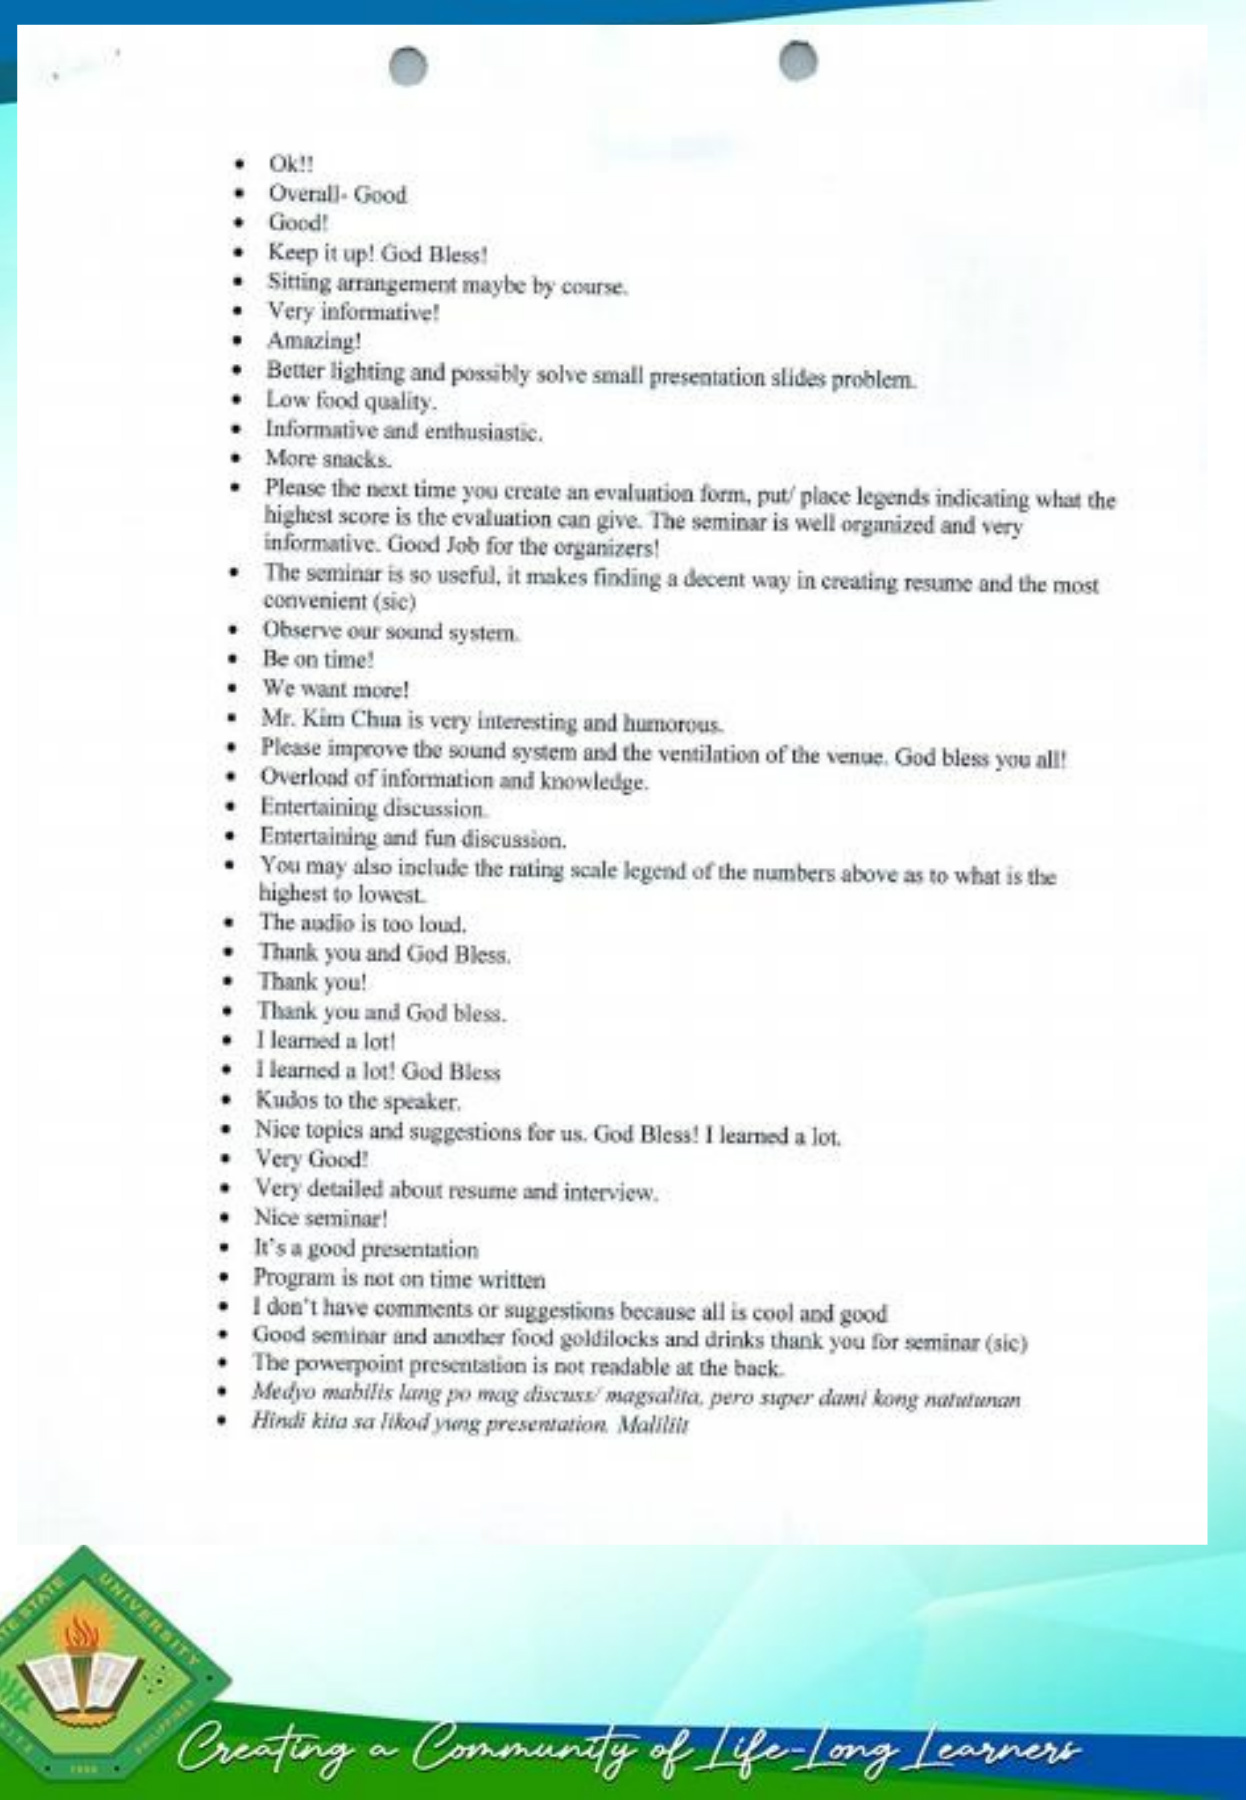 • Ok!!
• Overall- Good
• Good!
• Keep it up! God Bless!
• Sitting arrangement maybe by course.
• Very informative!
• Amazing!
• Better lighting and possibly solve small presentation slides problem.
• Low food quality.
• Informative and enthusiastic.
• More snacks.
• Please the next time you create an evaluation form, put/ place legends indicating what the
highest score is the evaluation can give. The seminar is well organized and very
informative. Good Job for the organizers!
• The seminar is so useful, it makes finding a decent way in creating resume and the most
convenient (sic)
• Observe our sound system.
• Be on time!
• We want more!
• Mr. Kim Chua is very interesting and humorous.
• Please improve the sound system and the ventilation of the venue. God bless you all!
• Overload of information and knowledge.
• Entertaining discussion.
• Entertaining and fun discussion.
• You may also include the rating scale legend of the numbers above as to what is the
highest to lowest.
• The audio is too loud.
• Thank you and God Bless.
• Thank you!
• Thank you and God bless.
• I learned a lot!
• I learned a lot! God Bless
• Kudos to the speaker.
• Nice topics and suggestions for us. God Bless! I learned a lot.
• Very Good!
• Very detailed about resume and interview.
• Nice seminar!
• It's a good presentation
• Program is not on time written
• I don't have comments or suggestions because all is cool and good
• Good seminar and another food goldilocks and drinks thank you for seminar (sic)
• The powerpoint presentation is not readable at the back.
• Medyo mabilis lang po mag discuss/ magsalita, pero super dami kong natutunan
• Hindi kita sa likod yung presentation. Maliliit
STATE UNIVERSITY
PHILIPPINES
Creating a Community of Life-Long Learners